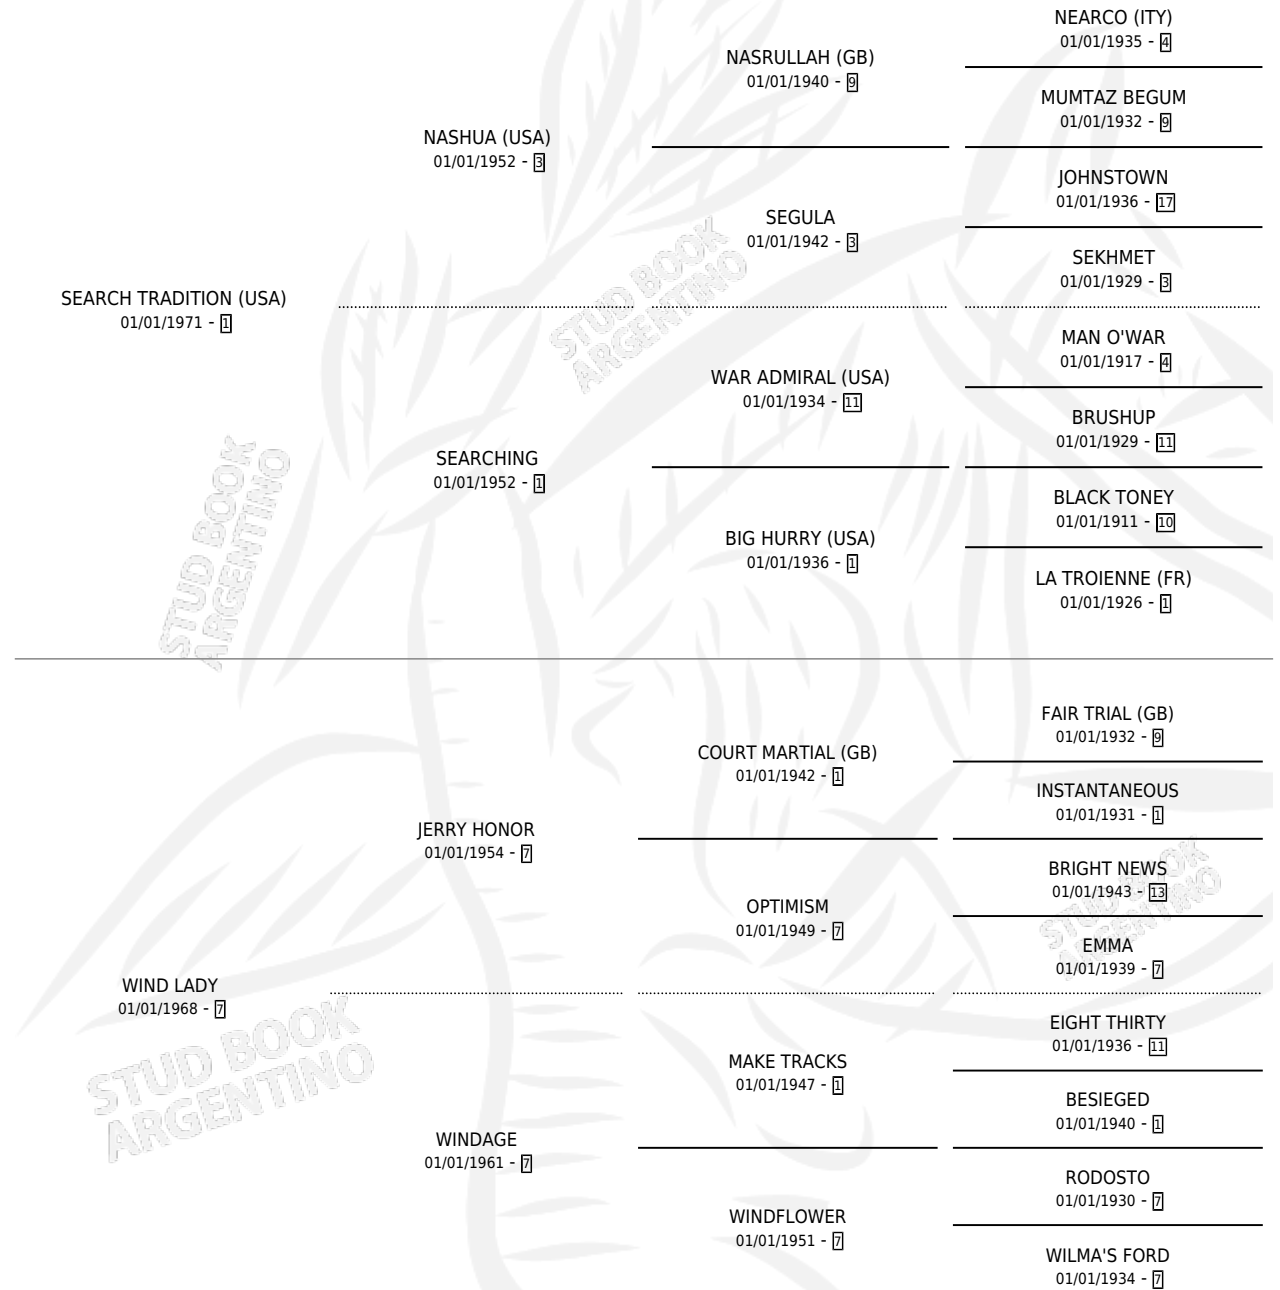 NEARCO (ITY)
01/01/1935 - 4
NASRULLAH (GB)
01/01/1940 - 9
MUMTAZ BEGUM
01/01/1932 - 9
NASHUA (USA)
01/01/1952 - 3
JOHNSTOWN
01/01/1936 - 17
SEGULA
01/01/1942 - 3
SEKHMET
01/01/1929 - 3
SEARCH TRADITION (USA)
01/01/1971 - 1
MAN O'WAR
01/01/1917 - 4
WAR ADMIRAL (USA)
01/01/1934 - 11
BRUSHUP
01/01/1929 - 11
SEARCHING
01/01/1952 - 1
BLACK TONEY
01/01/1911 - 10
BIG HURRY (USA)
01/01/1936 - 1
LA TROIENNE (FR)
01/01/1926 - 1
FAIR TRIAL (GB)
01/01/1932 - 9
COURT MARTIAL (GB)
01/01/1942 - 1
INSTANTANEOUS
01/01/1931 - 1
JERRY HONOR
01/01/1954 - 7
BRIGHT NEWS
01/01/1943 - 13
OPTIMISM
01/01/1949 - 7
EMMA
01/01/1939 - 7
WIND LADY
01/01/1968 - 7
EIGHT THIRTY
01/01/1936 - 11
MAKE TRACKS
01/01/1947 - 1
BESIEGED
01/01/1940 - 1
WINDAGE
01/01/1961 - 7
RODOSTO
01/01/1930 - 7
WINDFLOWER
01/01/1951 - 7
WILMA'S FORD
01/01/1934 - 7
STUD BOOK
ARGENTINO
STUD BOOK
ARGENTINO
STUD BOOK
ARGENTINO
STUD BOOK
ARGENTINO